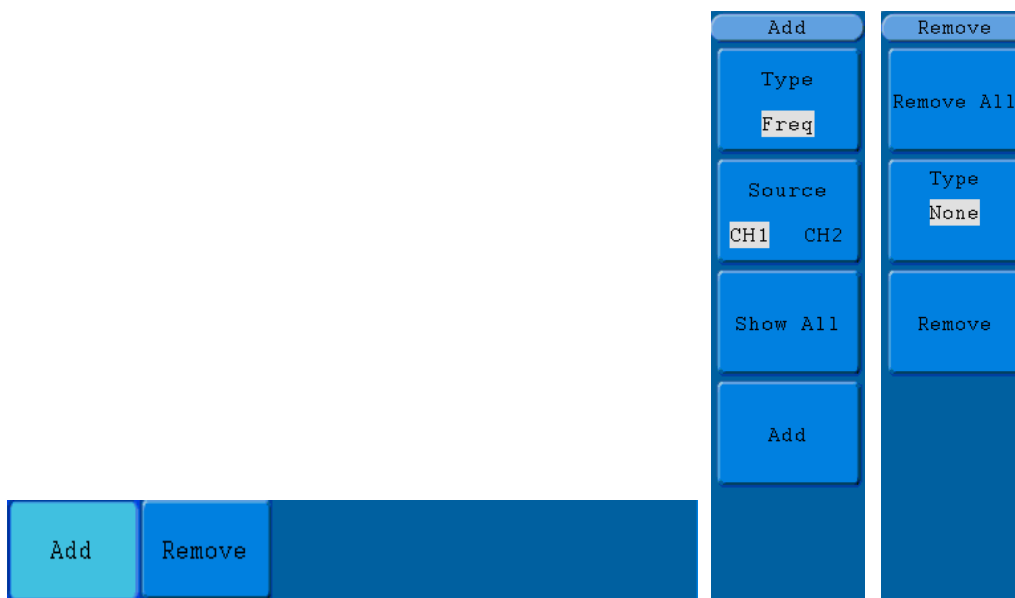 Add
Type
Freq
Source
CH1 CH2
Show All
Add
Remove
Remove All
Type
None
Remove
Add Remove